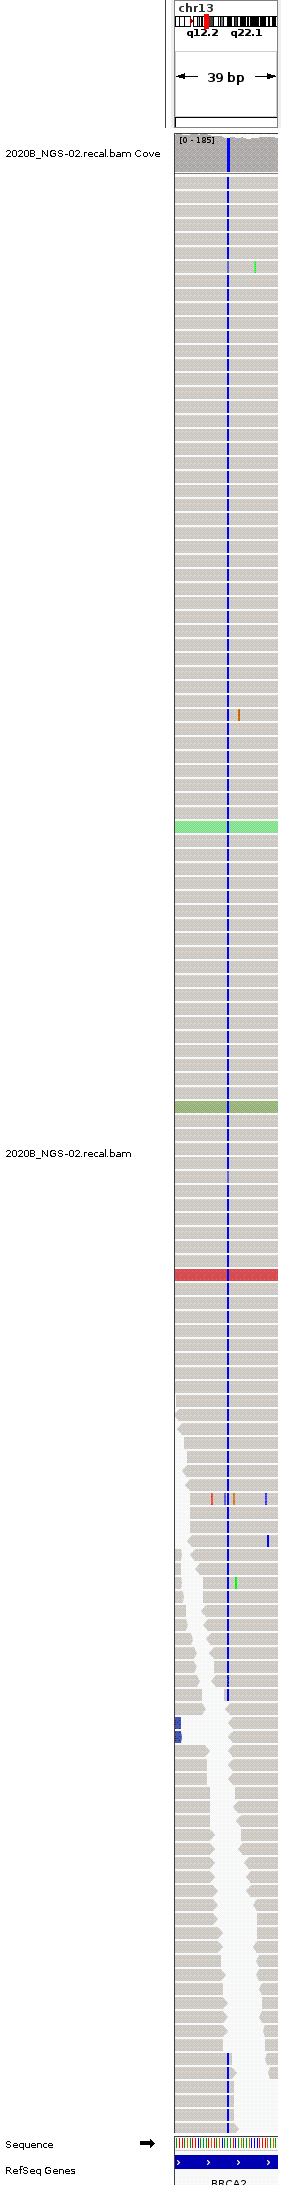 chr13
q12.2 q22.1
39 bp
[0 - 185]
2020B_NGS-02.recal.bam Cove
2020B_NGS-02.recal.bam
Sequence
RefSeq Genes
BRCA2